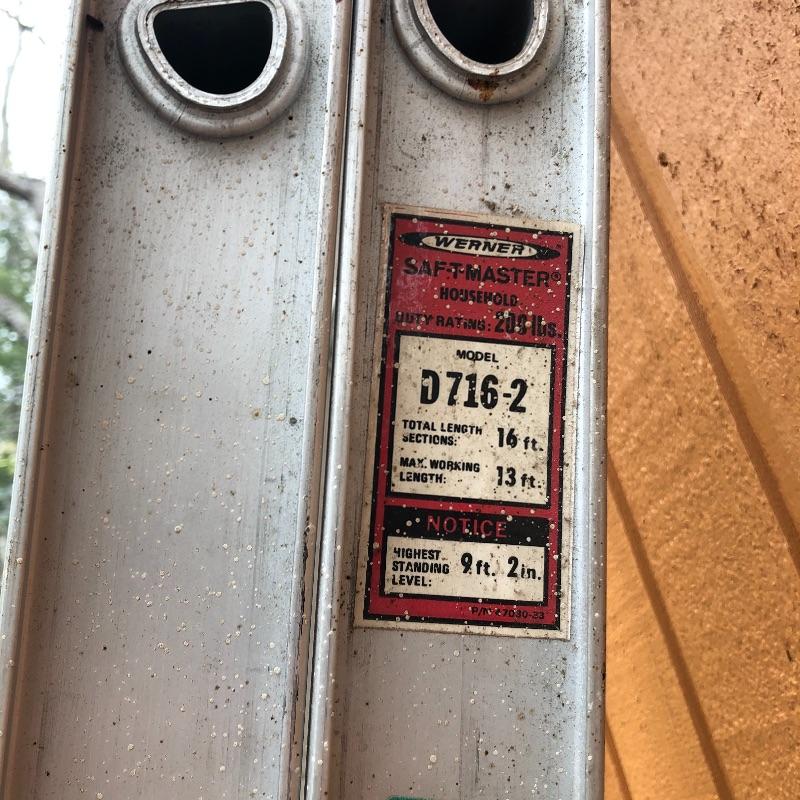 WERNER
SAF-T-MASTER®
HOUSEHOLD
DUTY RATING: 200 lbs.
MODEL
D716-2
TOTAL LENGTH
SECTIONS: 16 ft.
MAX. WORKING
LENGTH: 13 ft.
NOTICE
HIGHEST
STANDING 9 ft. 2 in.
LEVEL:
P/N